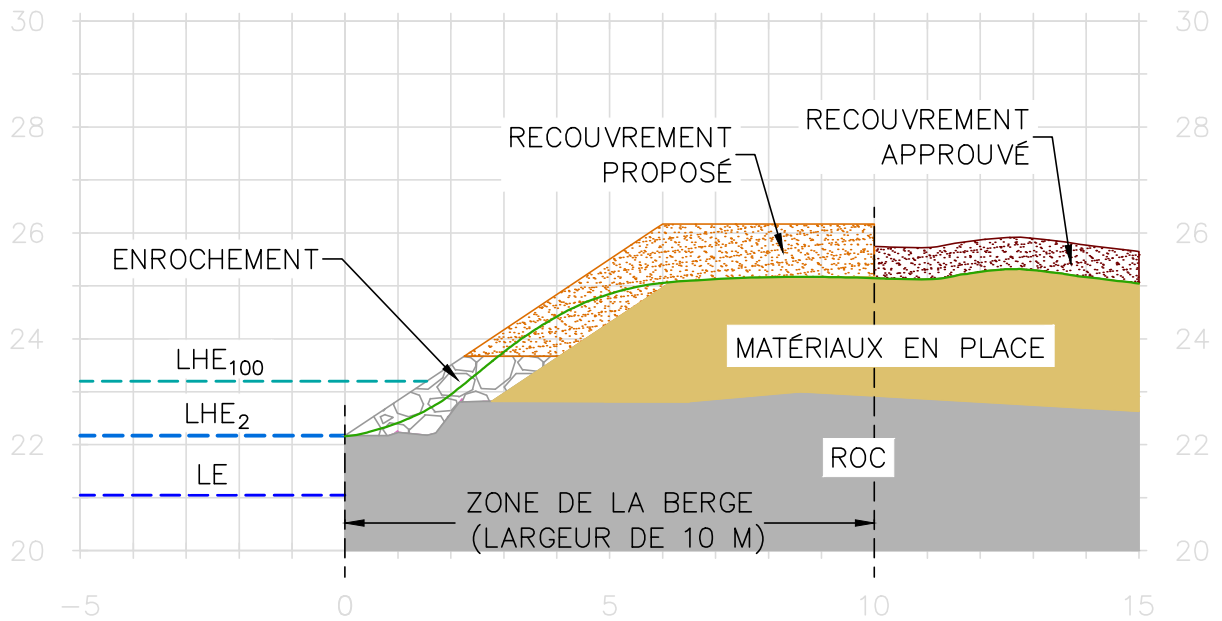 30
30
28
28
26
26
24
24
22
22
20
20
RECOUVREMENT
PROPOSÉ
RECOUVREMENT
APPROUVÉ
ENROCHEMENT
LHE100
LHE2
LE
MATÉRIAUX EN PLACE
ROC
ZONE DE LA BERGE
(LARGEUR DE 10 M)
-5
0
5
10
15